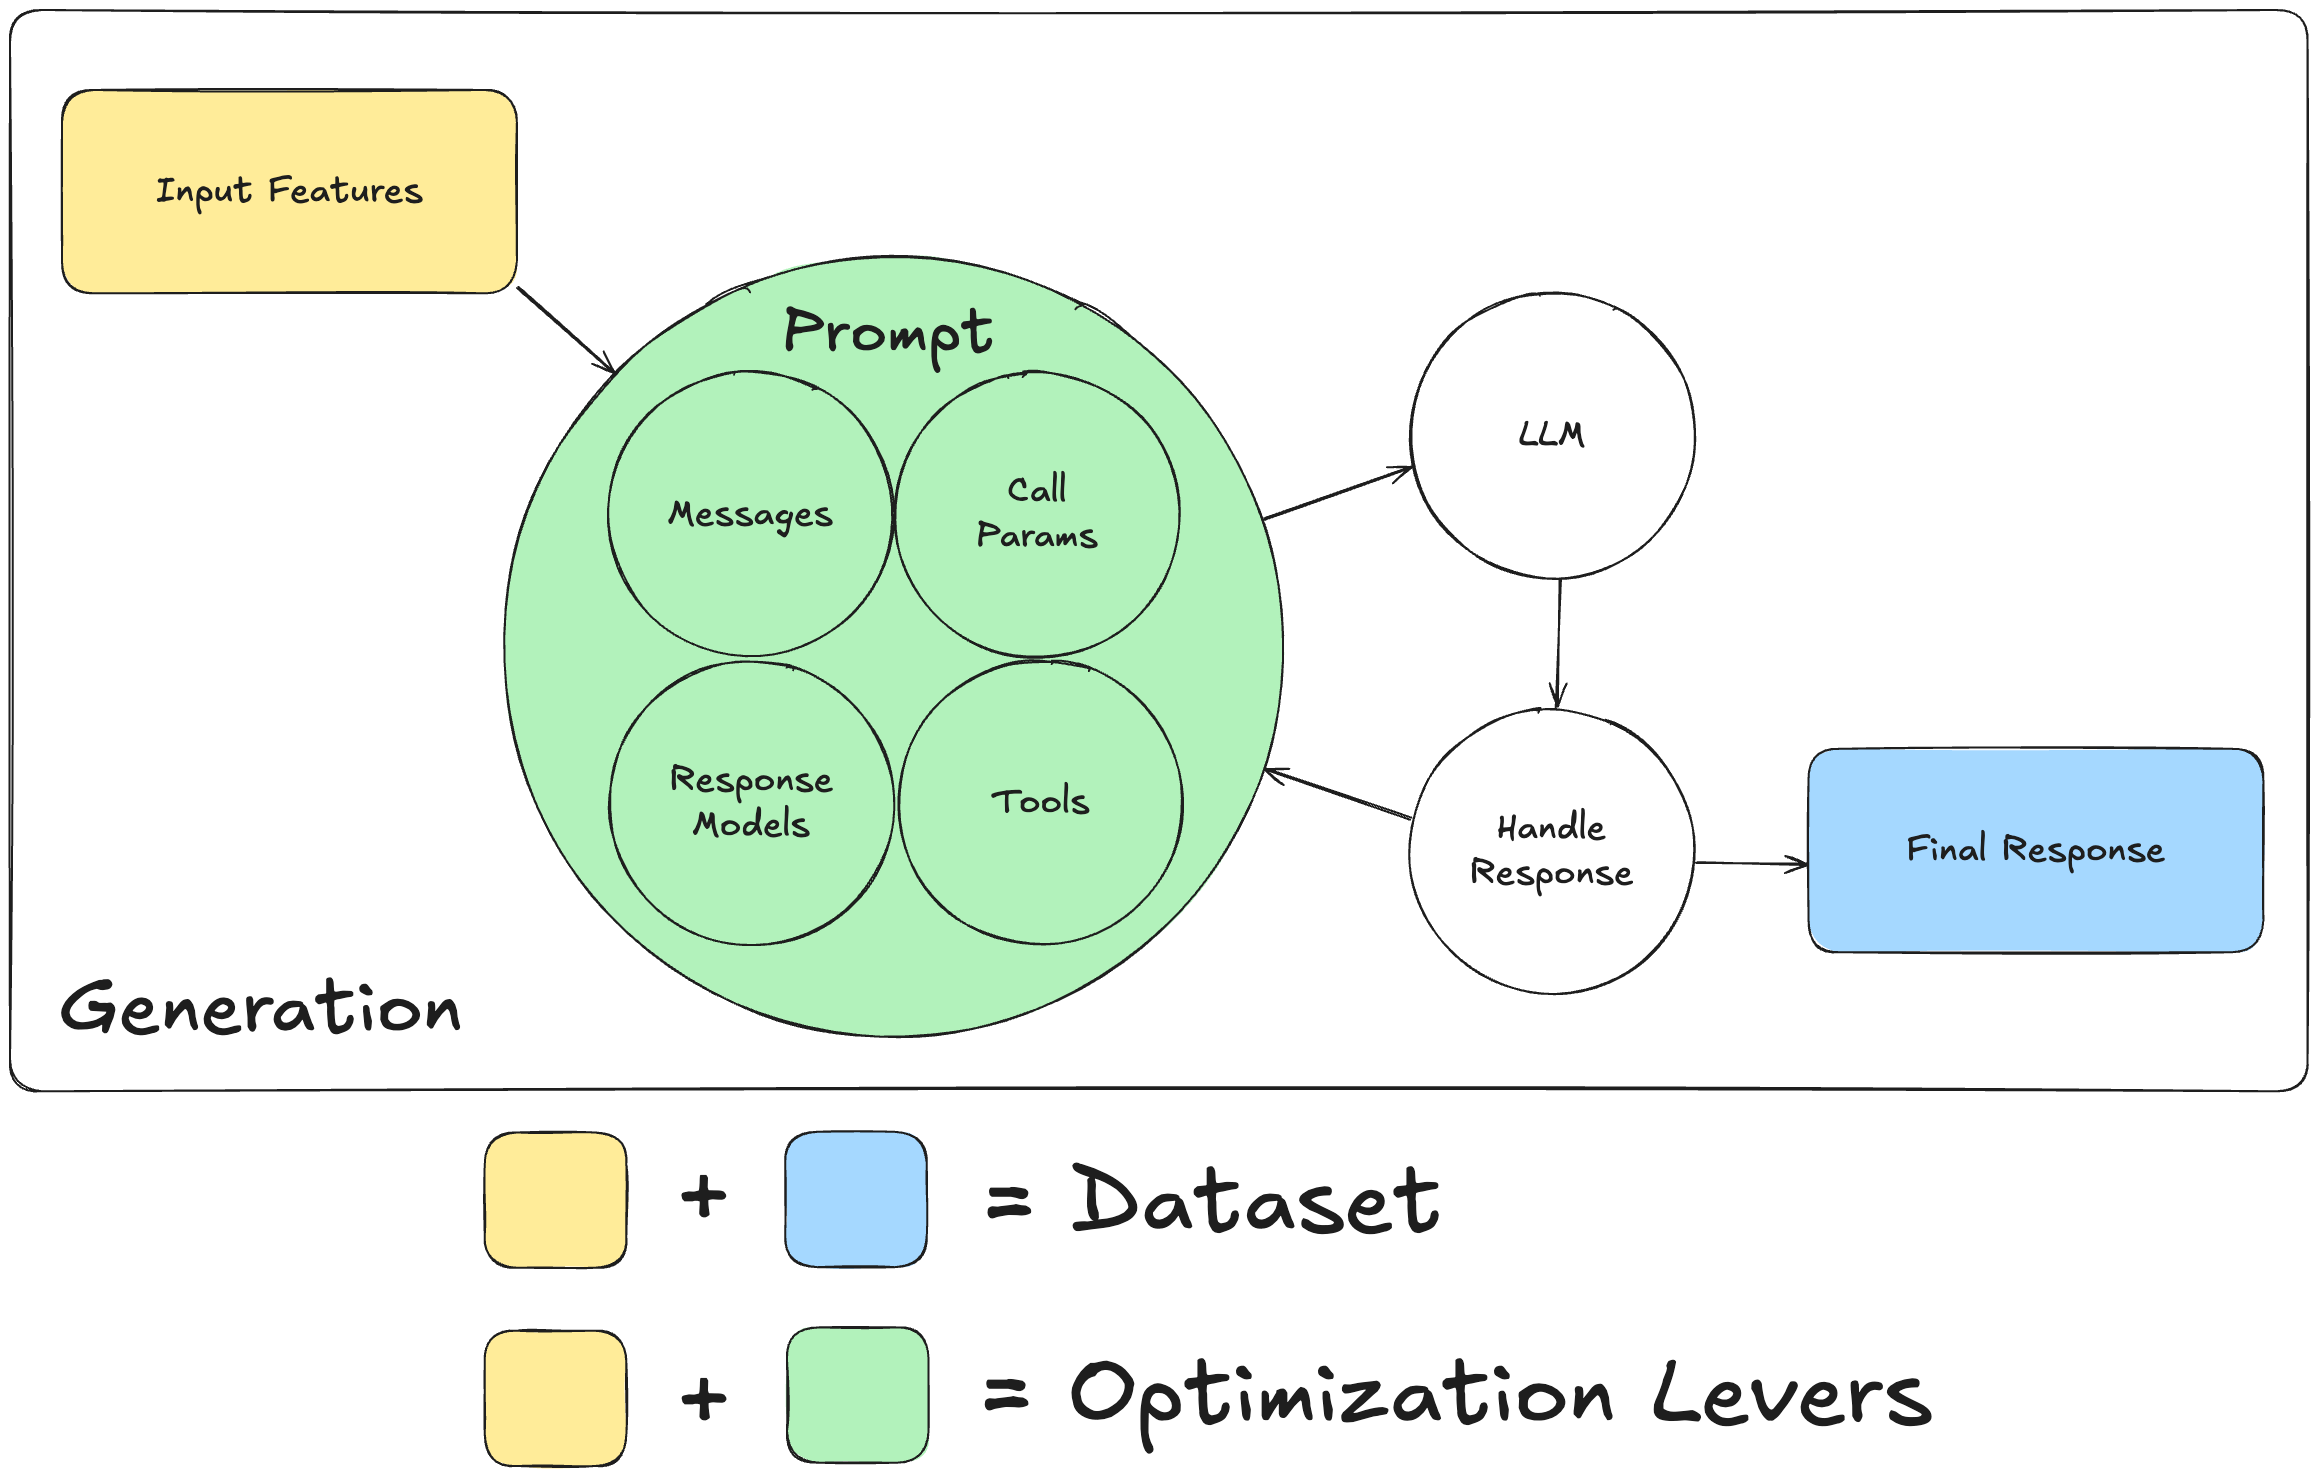 Input Features
Prompt
Messages
Call
Params
Response
Models
Tools
LLM
Handle
Response
Final Response
Generation
+ = Dataset
+ = Optimization Levers